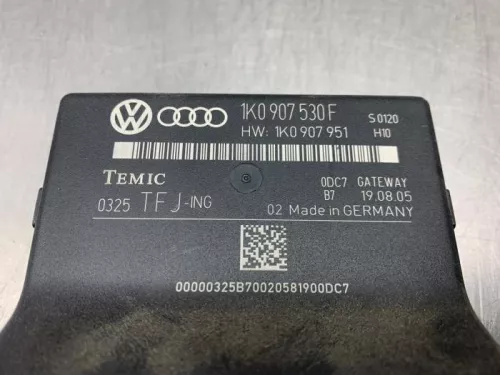 1K0 907 530 F S 0120
HW: 1K0 907 951 H10
TEMIC 0DC7 GATEWAY
B7 19.08.05
0325 TFJ-ING 02 Made in GERMANY
00000325B70020581900DC7